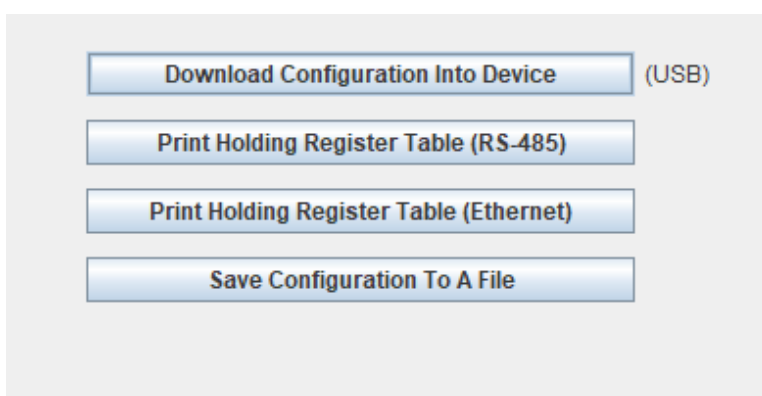 Download Configuration Into Device (USB)
Print Holding Register Table (RS-485)
Print Holding Register Table (Ethernet)
Save Configuration To A File